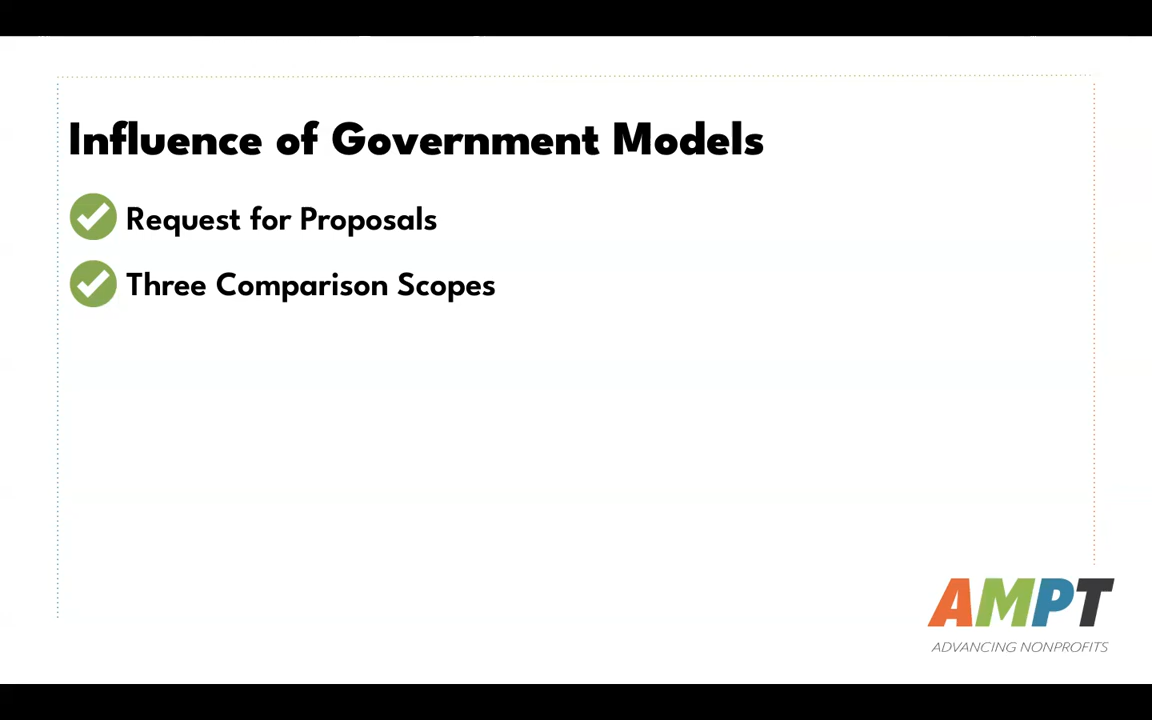 Influence of Government Models
Request for Proposals
Three Comparison Scopes
AMPT
ADVANCING NONPROFITS